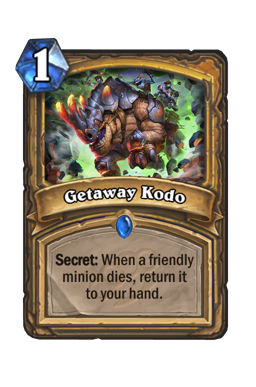 1
Getaway Kodo
Secret: When a friendly
minion dies, return it
to your hand.